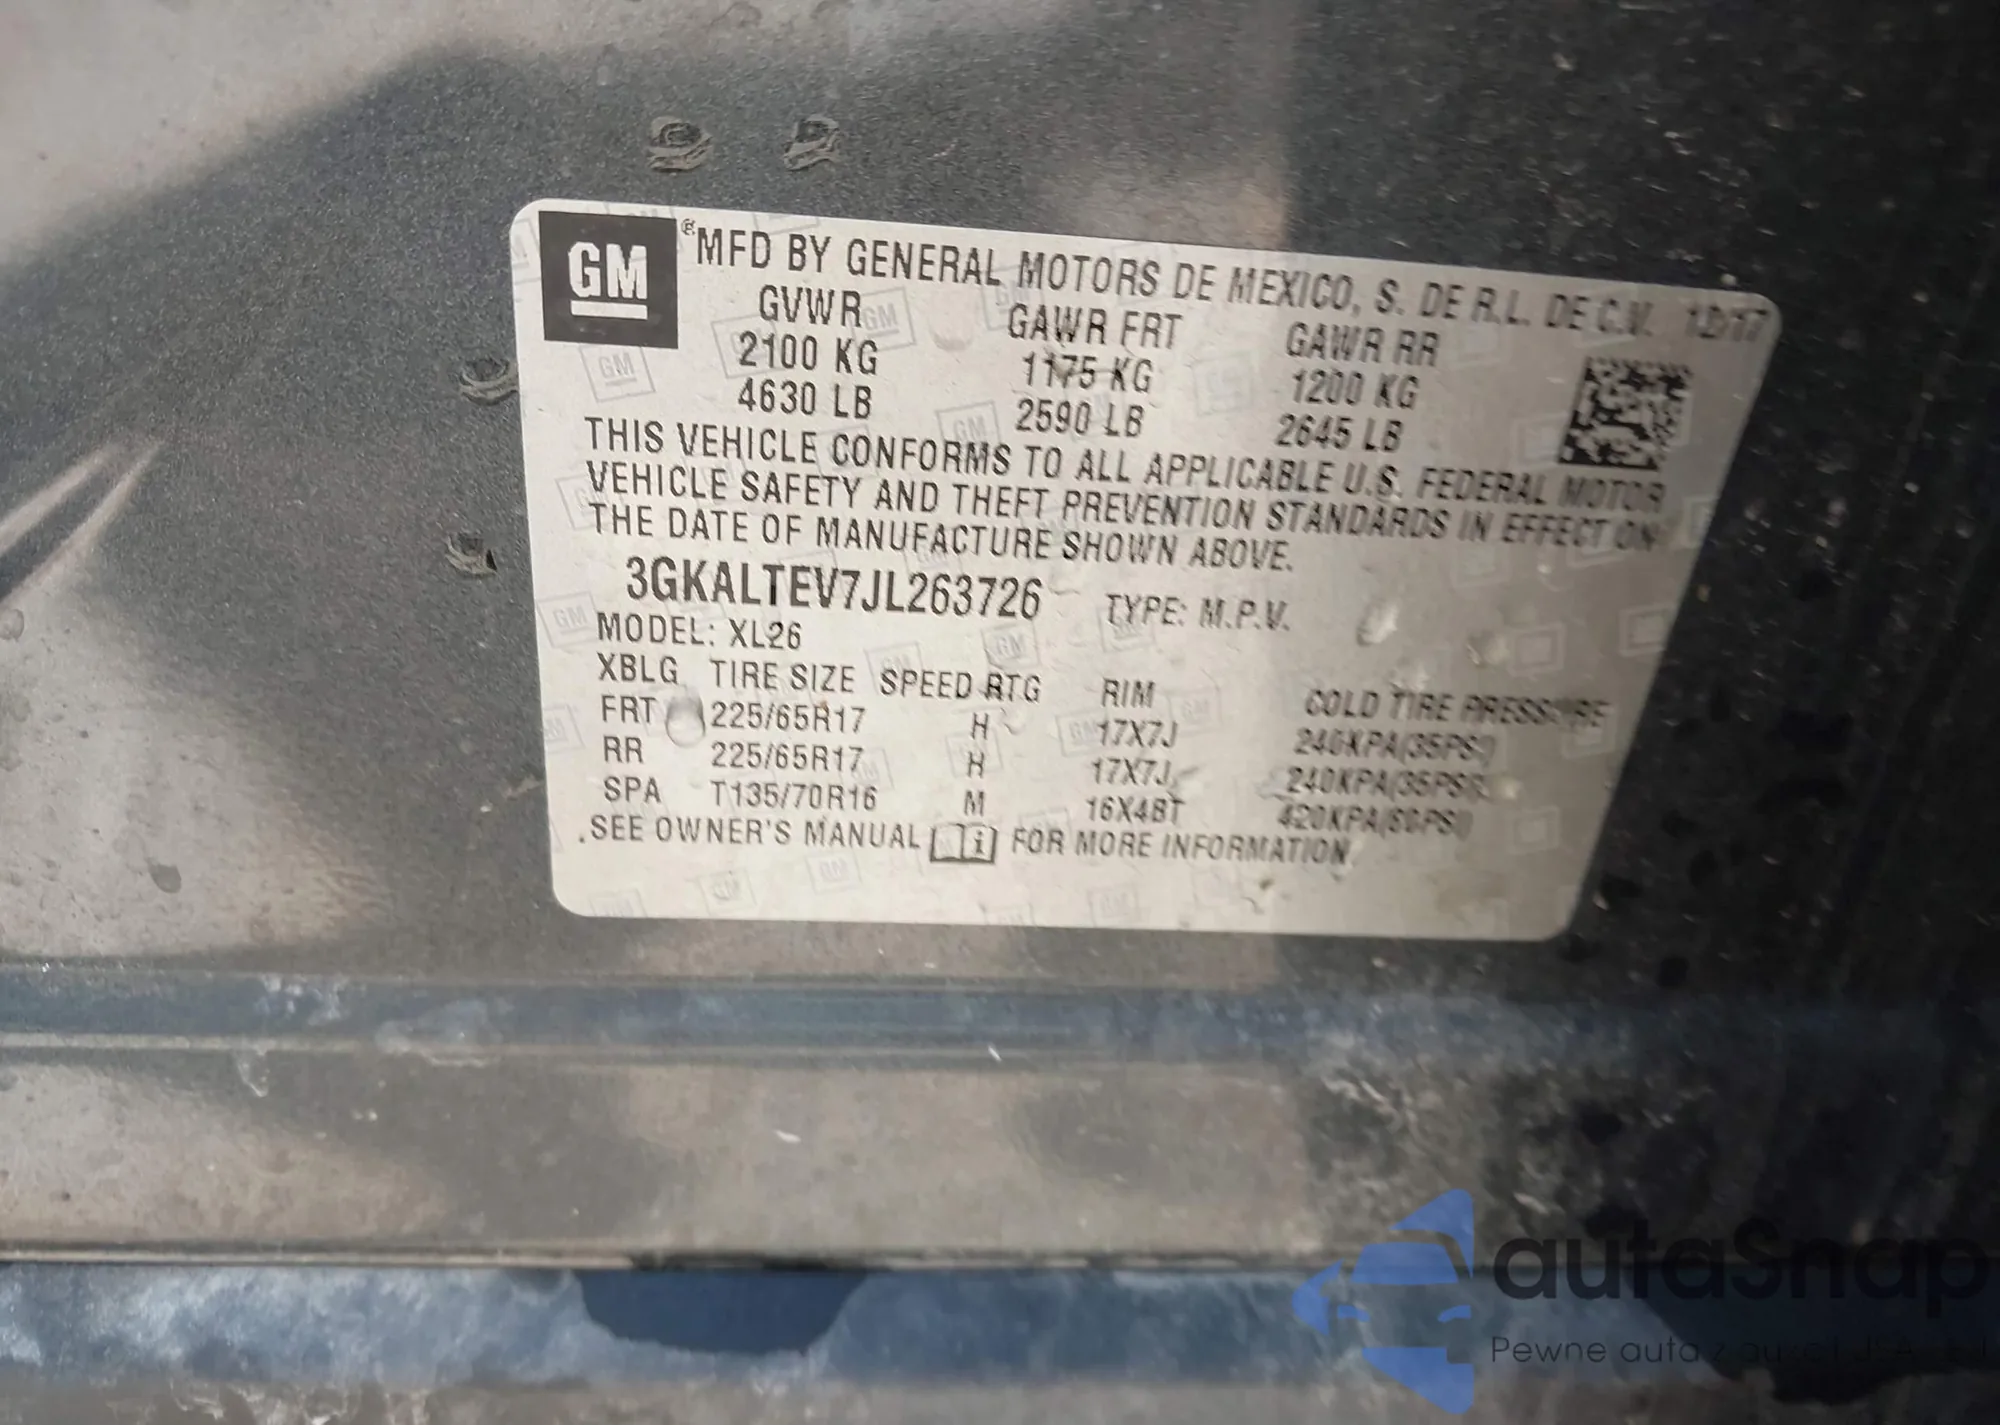 GM ® MFD BY GENERAL MOTORS DE MEXICO, S. DE R.L. DE C.V. 12/17
GVWR GAWR FRT GAWR RR
2100 KG 1175 KG 1200 KG
4630 LB 2590 LB 2645 LB
THIS VEHICLE CONFORMS TO ALL APPLICABLE U.S. FEDERAL MOTOR
VEHICLE SAFETY AND THEFT PREVENTION STANDARDS IN EFFECT ON
THE DATE OF MANUFACTURE SHOWN ABOVE.
3GKALTEV7JL263726 TYPE: M.P.V.
MODEL: XL26
XBLG TIRE SIZE SPEED RTG RIM COLD TIRE PRESSURE
FRT 225/65R17 H 17X7J 240KPA(35PSI)
RR 225/65R17 H 17X7J 240KPA(35PSI)
SPA T135/70R16 M 16X4BT 420KPA(60PSI)
.SEE OWNER'S MANUAL i FOR MORE INFORMATION.
autaSnap
Pewne auta z